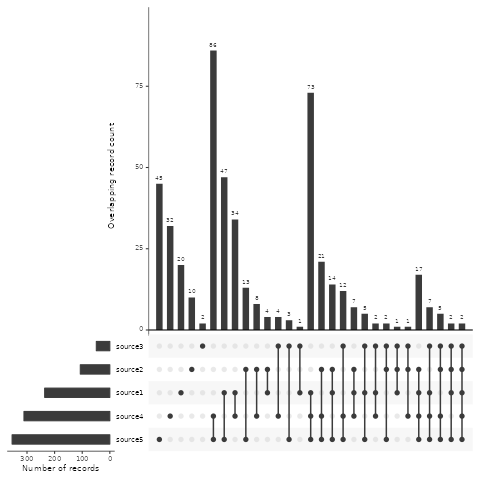 Overlapping record count
75
50
25
0
45 32 20 10 2 86 47 34 13 8 4 4 3 1 73 21 14 12 7 5 2 2 1 1 17 7 5 2 2
source3
source2
source1
source4
source5
300 200 100 0
Number of records